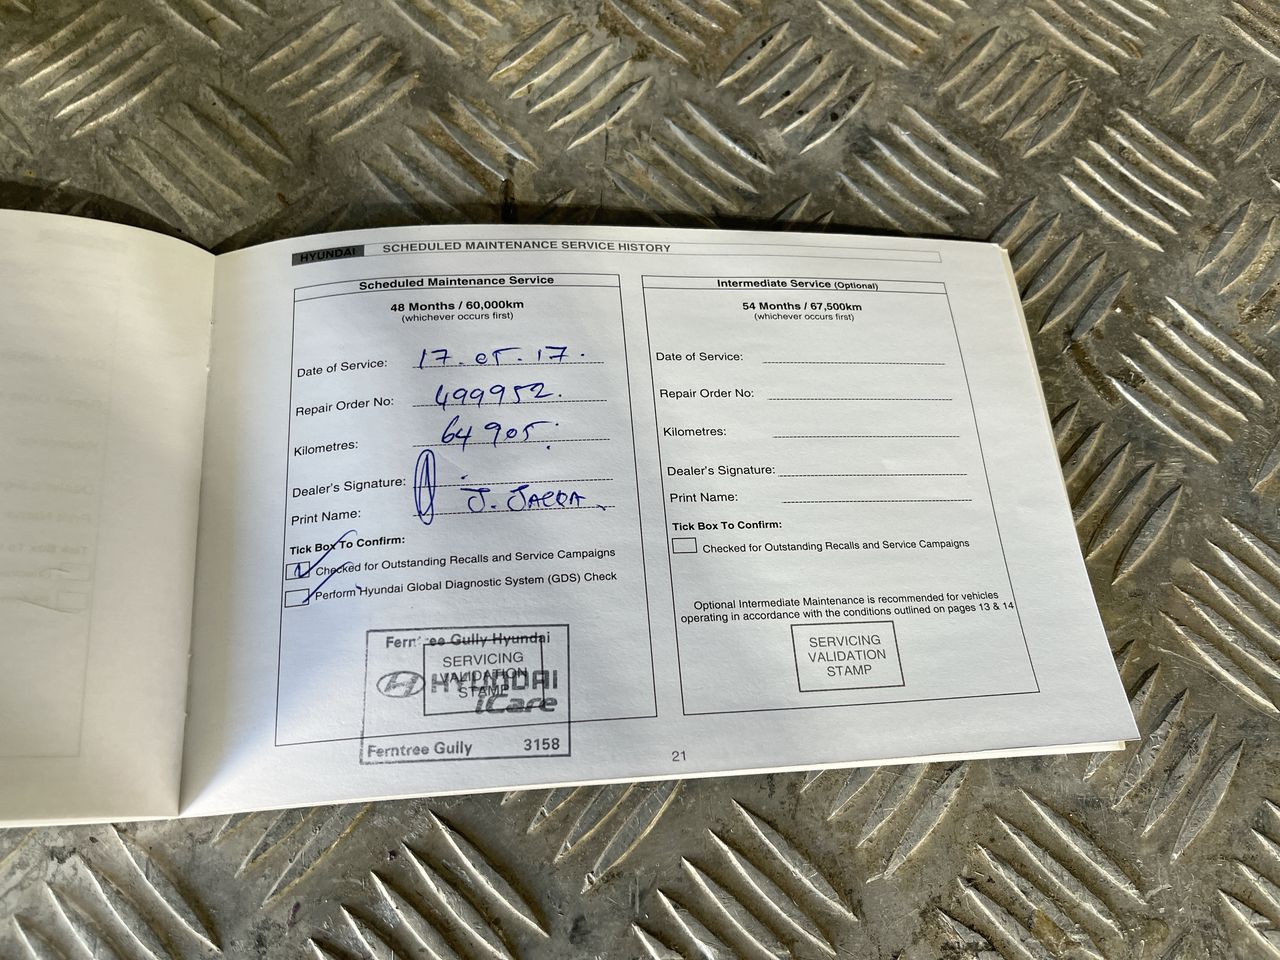 HYUNDAI SCHEDULED MAINTENANCE SERVICE HISTORY
Scheduled Maintenance Service
48 Months / 60,000km
(whichever occurs first)
Date of Service: 17.05.17.
Repair Order No: 499952.
Kilometres: 64905.
Dealer's Signature:
Print Name: J. JACRA
Tick Box To Confirm:
Checked for Outstanding Recalls and Service Campaigns
Perform Hyundai Global Diagnostic System (GDS) Check
Ferntree Gully Hyundai
SERVICING
VALIDATION
STAMP
HYUNDAI
iCare
Ferntree Gully 3158
Intermediate Service (Optional)
54 Months / 67,500km
(whichever occurs first)
Date of Service:
Repair Order No:
Kilometres:
Dealer's Signature:
Print Name:
Tick Box To Confirm:
Checked for Outstanding Recalls and Service Campaigns
Optional Intermediate Maintenance is recommended for vehicles
operating in accordance with the conditions outlined on pages 13 & 14
SERVICING
VALIDATION
STAMP
21